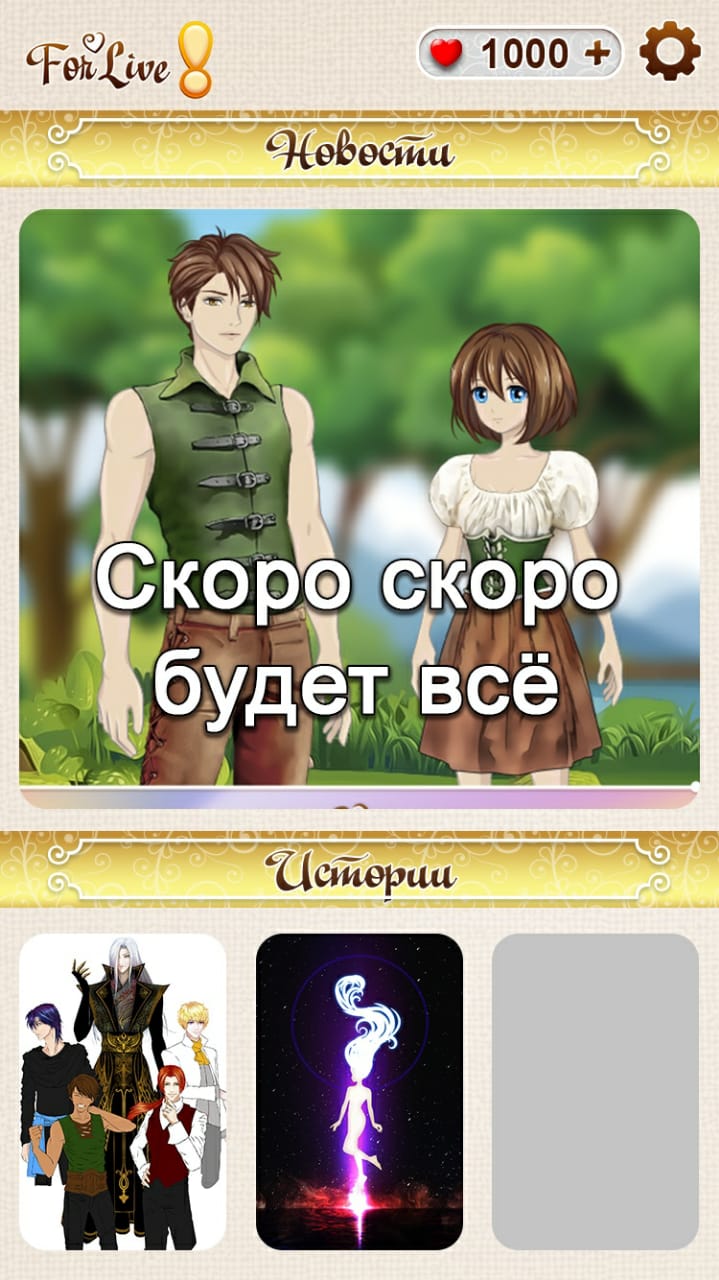 ForLive!
1000 +
Новости
Скоро скоро
будет всё
Истории